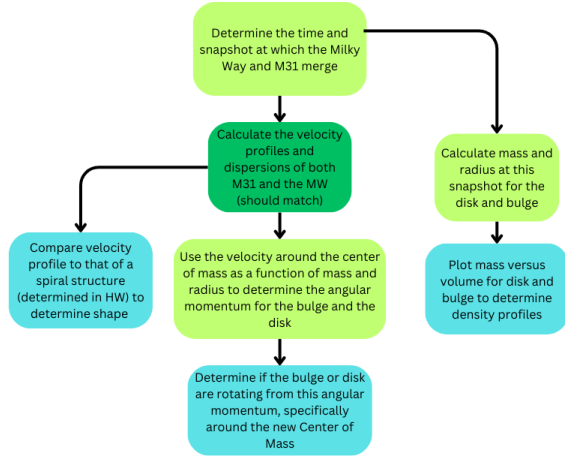 Determine the time and
snapshot at which the Milky
Way and M31 merge
Calculate the velocity
profiles and
dispersions of both
M31 and the MW
(should match)
Calculate mass and
radius at this
snapshot for the
disk and bulge
Compare velocity
profile to that of a
spiral structure
(determined in HW) to
determine shape
Use the velocity around the center
of mass as a function of mass and
radius to determine the angular
momentum for the bulge and the
disk
Plot mass versus
volume for disk and
bulge to determine
density profiles
Determine if the bulge or disk
are rotating from this angular
momentum, specifically
around the new Center of
Mass